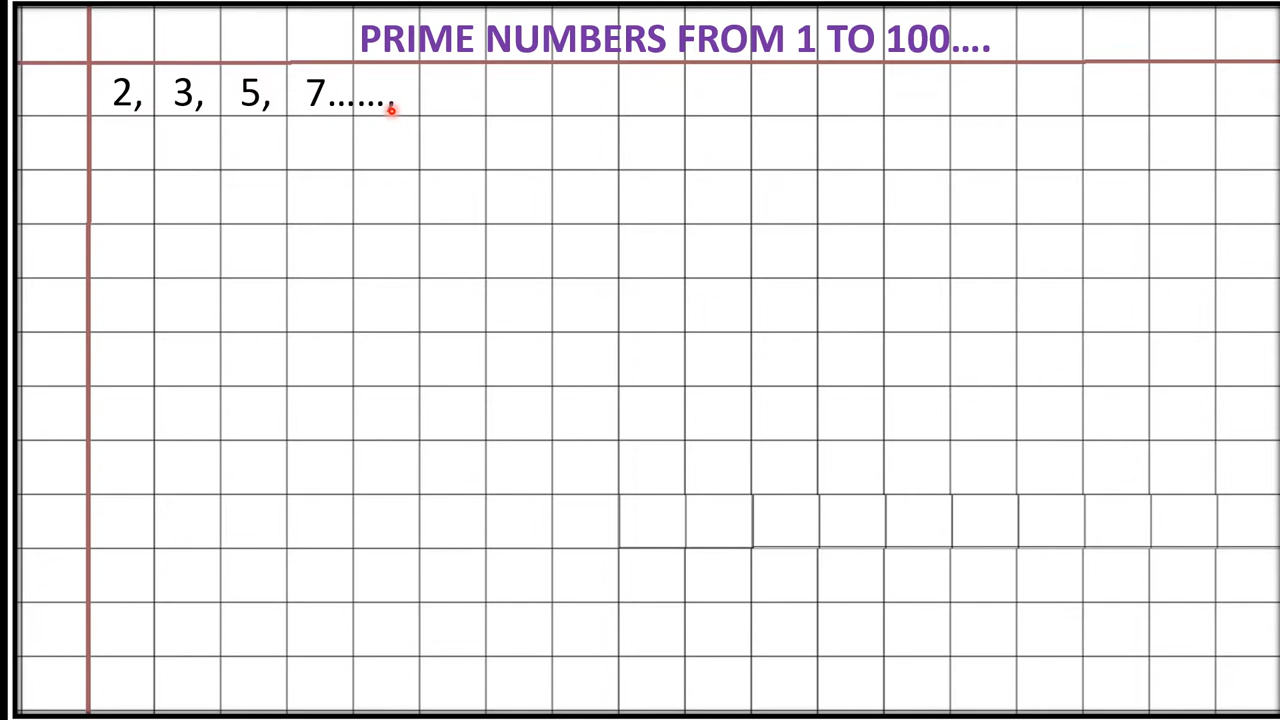 PRIME NUMBERS FROM 1 TO 100....
2, 3, 5, 7.......